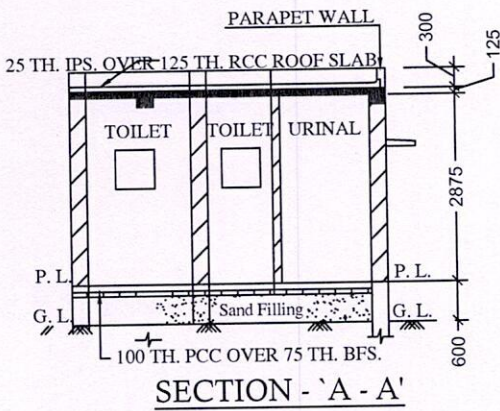 PARAPET WALL
25 TH. IPS. OVER 125 TH. RCC ROOF SLAB
300
125
TOILET
TOILET
URINAL
2875
P. L.
P. L.
G. L.
Sand Filling
G. L.
600
100 TH. PCC OVER 75 TH. BFS.
SECTION - `A - A'